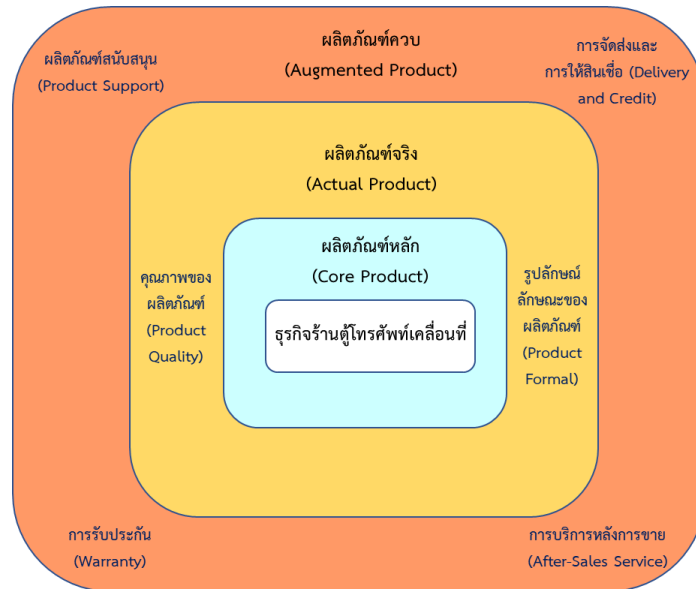 ผลิตภัณฑ์สนับสนุน
(Product Support)
ผลิตภัณฑ์ควบ
(Augmented Product)
การจัดส่งและ
การให้สินเชื่อ (Delivery
and Credit)
ผลิตภัณฑ์จริง
(Actual Product)
ผลิตภัณฑ์หลัก
(Core Product)
ธุรกิจร้านตู้โทรศัพท์เคลื่อนที่
คุณภาพของ
ผลิตภัณฑ์
(Product
Quality)
รูปลักษณ์
ลักษณะของ
ผลิตภัณฑ์
(Product
Formal)
การรับประกัน
(Warranty)
การบริการหลังการขาย
(After-Sales Service)